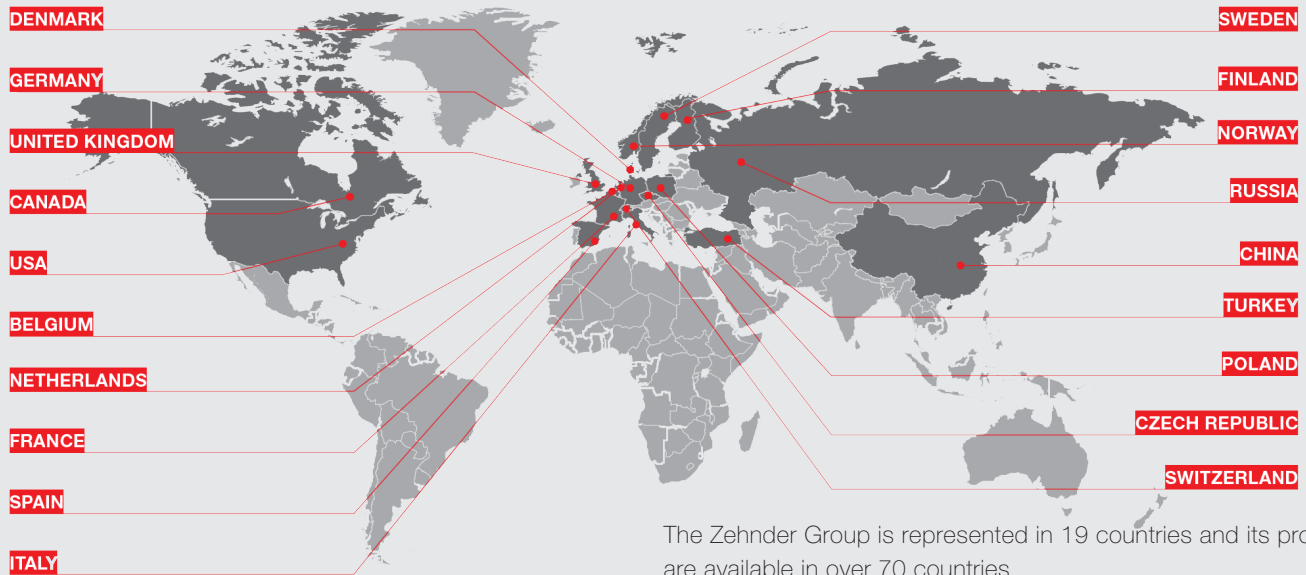 DENMARK
GERMANY
UNITED KINGDOM
CANADA
USA
BELGIUM
NETHERLANDS
FRANCE
SPAIN
ITALY
SWEDEN
FINLAND
NORWAY
RUSSIA
CHINA
TURKEY
POLAND
CZECH REPUBLIC
SWITZERLAND
The Zehnder Group is represented in 19 countries and its
are available in over 70 countries